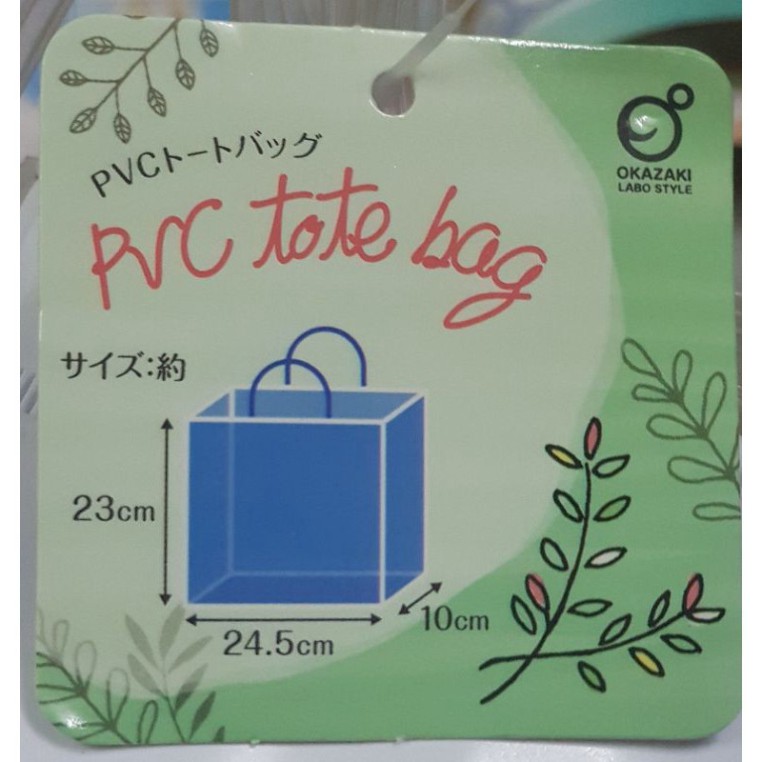 OKAZAKI
LABO STYLE
PVCトートバッグ
PVC tote bag
サイズ:約
23cm
10cm
24.5cm